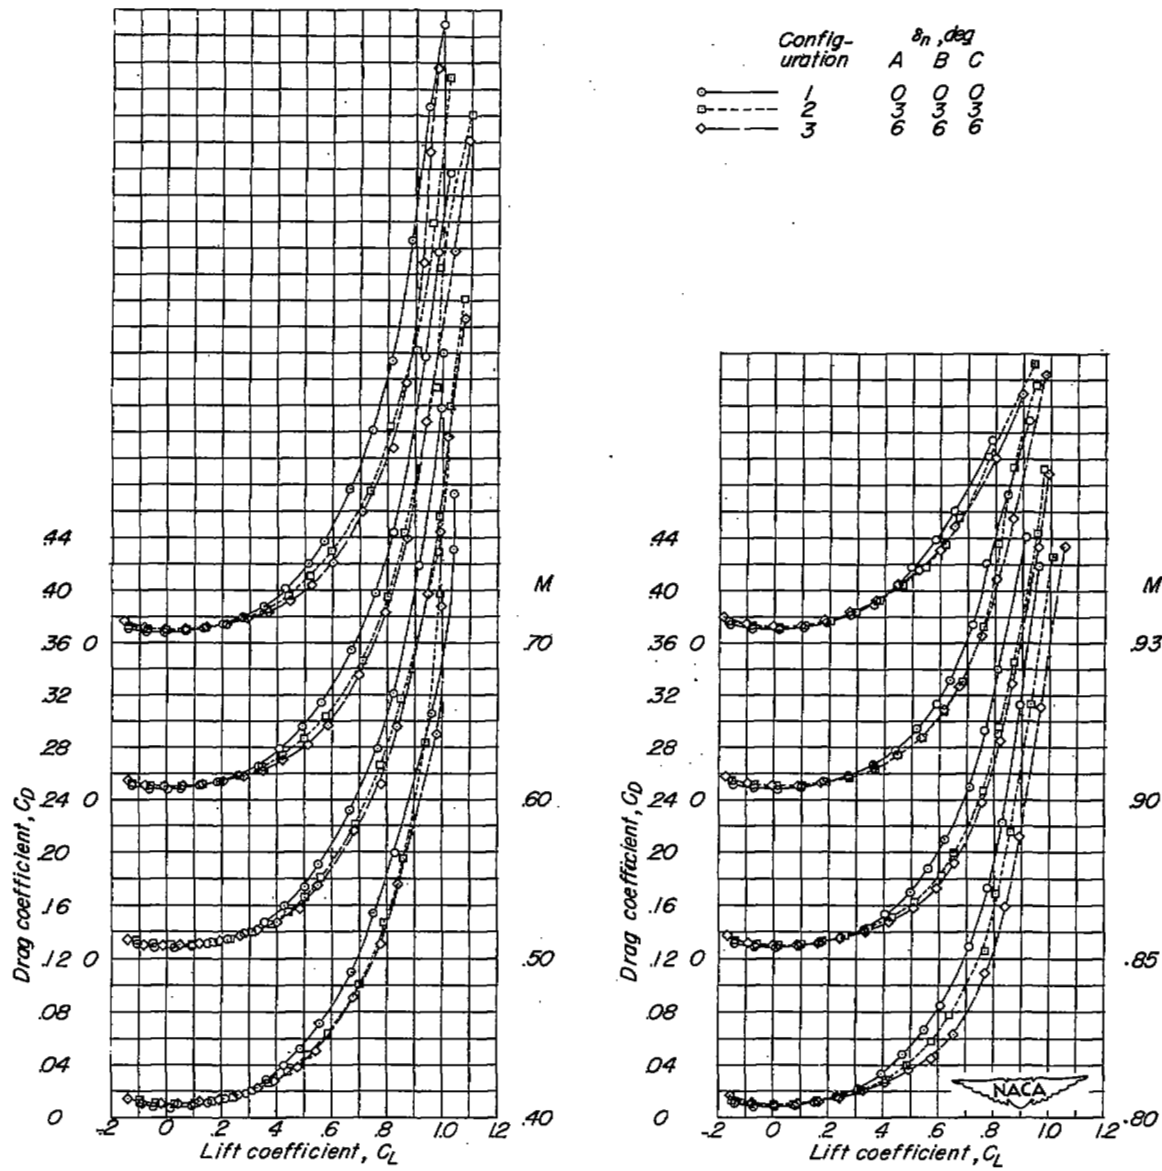 Config-
uration
δn, deg
A B C
1 0 0 0
2 3 3 3
3 6 6 6
.44
.40
.36 0
.32
.28
.24 0
.20
.16
.12 0
.08
.04
0
Drag coefficient, CD
M
.70
.60
.50
.40
-.2 0 .2 .4 .6 .8 1.0 1.2
Lift coefficient, CL
.44
.40
.36 0
.32
.28
.24 0
.20
.16
.12 0
.08
.04
0
Drag coefficient, CD
M
.93
.90
.85
.80
NACA
-.2 0 .2 .4 .6 .8 1.0 1.2
Lift coefficient, CL